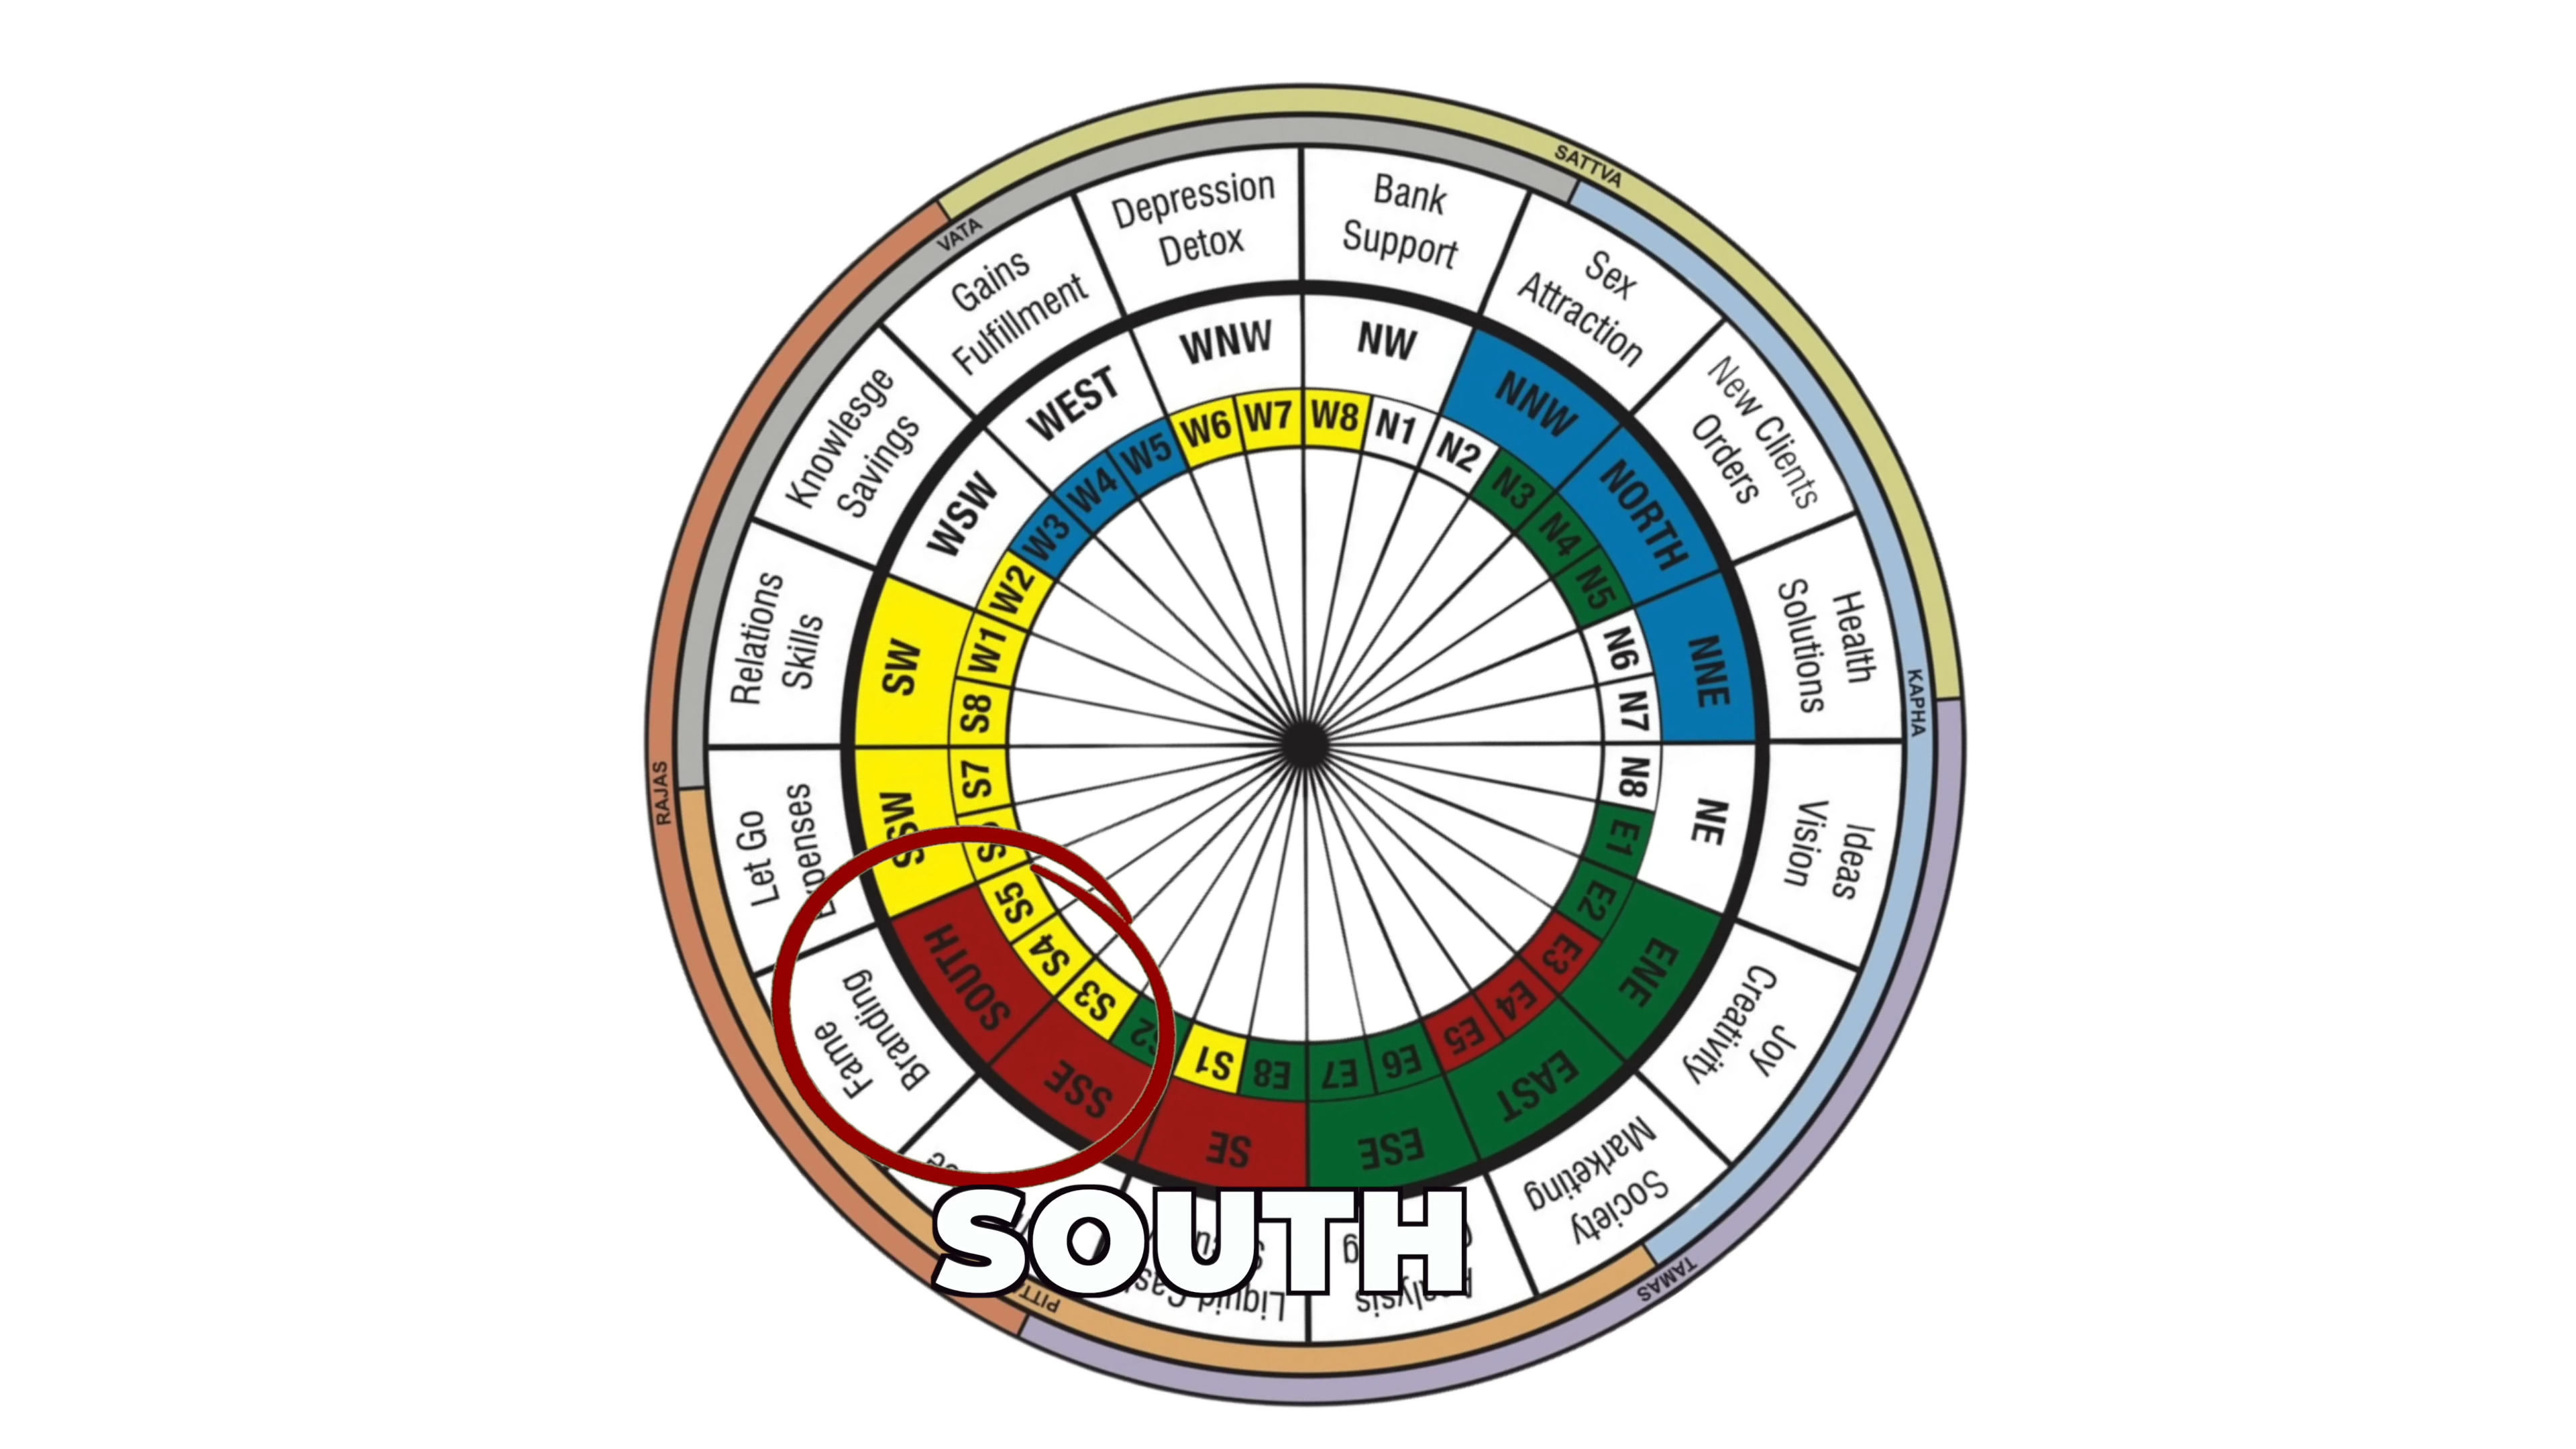 SATTVA
VATA
KAPHA
TAMAS
RAJAS
Depression
Detox
Bank
Support
Sex
Attraction
New Clients
Orders
Health
Solutions
Ideas
Vision
Joy
Creativity
Society
Marketing
Fame
Branding
Let Go
Relations
Skills
Knowlesge
Savings
Gains
Fulfillment
WNW
NW
NNW
NORTH
NNE
NE
ENE
EAST
ESE
SE
SSE
SOUTH
SSW
SW
WSW
WEST
W6
W7
W8
N1
N2
N3
N4
N5
N6
N7
N8
E1
E2
E3
E4
E5
E6
E7
E8
S1
S3
S4
S5
S7
S8
W1
W2
W3
W4
W5
Liquid
SOUTH